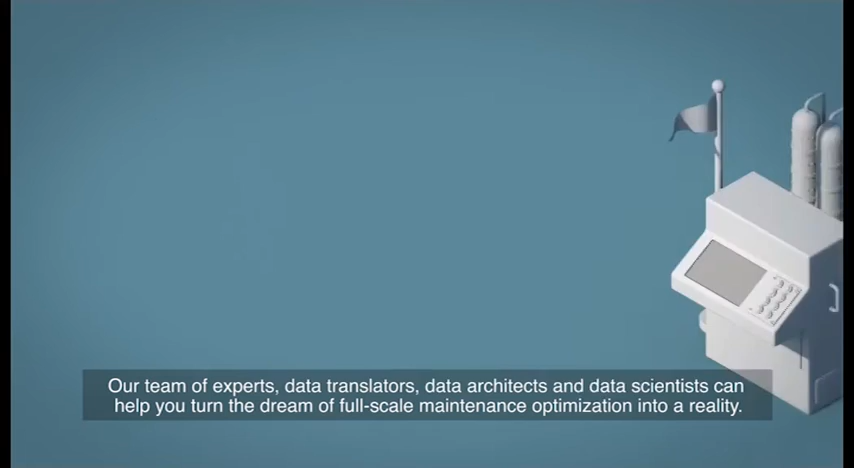 Our team of experts, data translators, data architects and data scientists can
help you turn the dream of full-scale maintenance optimization into a reality.